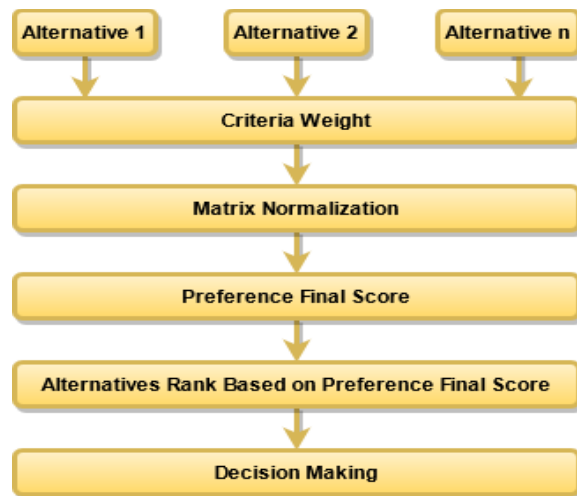 Alternative 1
Alternative 2
Alternative n
Criteria Weight
Matrix Normalization
Preference Final Score
Alternatives Rank Based on Preference Final Score
Decision Making